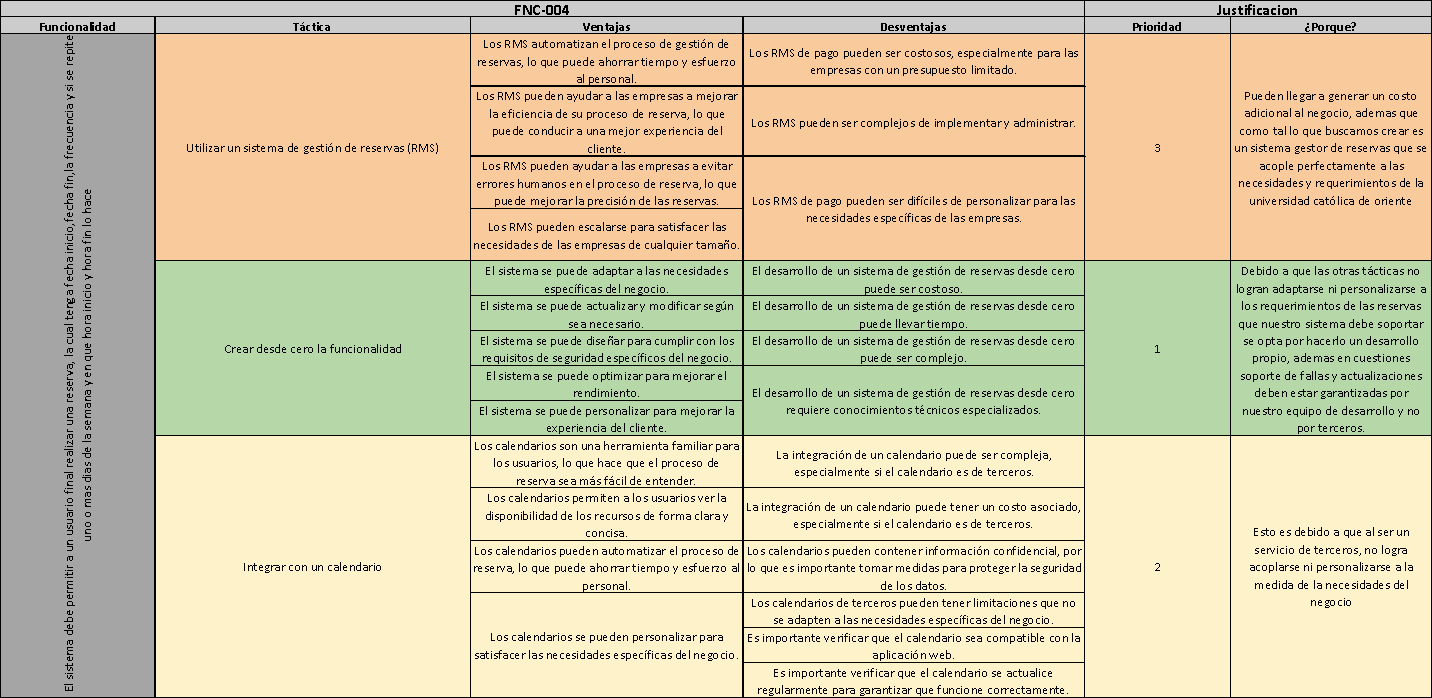 FNC-004
Justificacion
Funcionalidad
Táctica
Ventajas
Desventajas
Prioridad
¿Porque?
El sistema debe permitir a un usuario final realizar una reserva, la cual tenga fecha inicio, fecha fin, la frecuencia y si se repite
uno o mas dias de la semana y en que hora inicio y hora fin lo hace
Utilizar un sistema de gestión de reservas (RMS)
Los RMS automatizan el proceso de gestión de
reservas, lo que puede ahorrar tiempo y esfuerzo
al personal.
Los RMS pueden ayudar a las empresas a mejorar
la eficiencia de su proceso de reserva, lo que
puede conducir a una mejor experiencia del
cliente.
Los RMS pueden ayudar a las empresas a evitar
errores humanos en el proceso de reserva, lo que
puede mejorar la precisión de las reservas.
Los RMS pueden escalarse para satisfacer las
necesidades de las empresas de cualquier tamaño.
Los RMS de pago pueden ser costosos, especialmente para las
empresas con un presupuesto limitado.
Los RMS pueden ser complejos de implementar y administrar.
Los RMS de pago pueden ser difíciles de personalizar para las
necesidades específicas de las empresas.
3
Pueden llegar a generar un costo
adicional al negocio, ademas que
como tal lo que buscamos crear es
un sistema gestor de reservas que se
acople perfectamente a las
necesidades y requerimientos de la
universidad católica de oriente
Crear desde cero la funcionalidad
El sistema se puede adaptar a las necesidades
específicas del negocio.
El sistema se puede actualizar y modificar según
sea necesario.
El sistema se puede diseñar para cumplir con los
requisitos de seguridad específicos del negocio.
El sistema se puede optimizar para mejorar el
rendimiento.
El sistema se puede personalizar para mejorar la
experiencia del cliente.
El desarrollo de un sistema de gestión de reservas desde cero
puede ser costoso.
El desarrollo de un sistema de gestión de reservas desde cero
puede llevar tiempo.
El desarrollo de un sistema de gestión de reservas desde cero
puede ser complejo.
El desarrollo de un sistema de gestión de reservas desde cero
requiere conocimientos técnicos especializados.
1
Debido a que las otras tácticas no
logran adaptarse ni personalizarse a
los requerimientos de las reservas
que nuestro sistema debe soportar
se opta por hacerlo un desarrollo
propio, ademas en cuestiones
soporte de fallas y actualizaciones
deben estar garantizadas por
nuestro equipo de desarrollo y no
por terceros.
Integrar con un calendario
Los calendarios son una herramienta familiar para
los usuarios, lo que hace que el proceso de
reserva sea más fácil de entender.
Los calendarios permiten a los usuarios ver la
disponibilidad de los recursos de forma clara y
concisa.
Los calendarios pueden automatizar el proceso de
reserva, lo que puede ahorrar tiempo y esfuerzo al
personal.
Los calendarios se pueden personalizar para
satisfacer las necesidades específicas del negocio.
La integración de un calendario puede ser compleja,
especialmente si el calendario es de terceros.
La integración de un calendario puede tener un costo asociado,
especialmente si el calendario es de terceros.
Los calendarios pueden contener información confidencial, por
lo que es importante tomar medidas para proteger la seguridad
de los datos.
Los calendarios de terceros pueden tener limitaciones que no
se adapten a las necesidades específicas del negocio.
Es importante verificar que el calendario sea compatible con la
aplicación web.
Es importante verificar que el calendario se actualice
regularmente para garantizar que funcione correctamente.
2
Esto es debido a que al ser un
servicio de terceros, no logra
acoplarse ni personalizarse a la
medida de la necesidades del
negocio